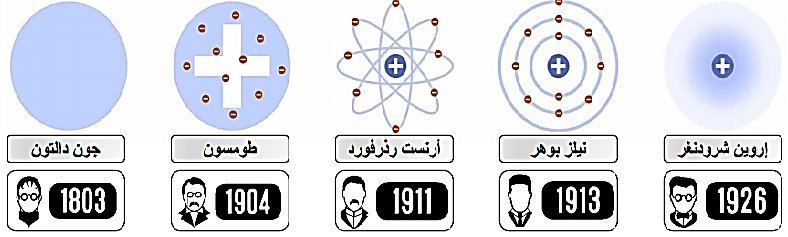 جون دالتون
طومسون
أرنست رذرفورد
نيلز بوهر
إروين شرودنغر
1803
1904
1911
1913
1926